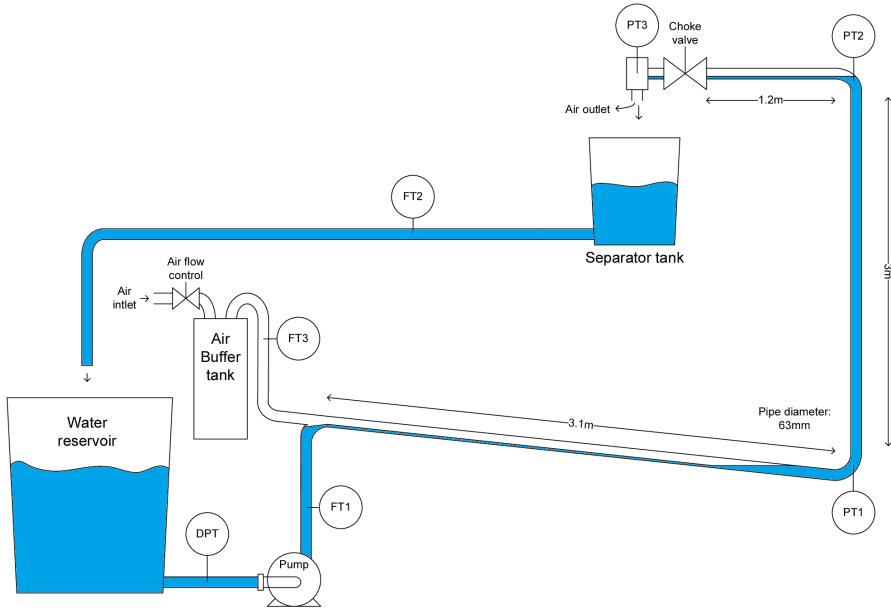 PT3
Choke
valve
PT2
Air outlet
1.2m
FT2
Separator tank
3m
Air flow
control
Air
intlet
Air
Buffer
tank
FT3
3.1m
Pipe diameter:
63mm
Water
reservoir
FT1
PT1
DPT
Pump